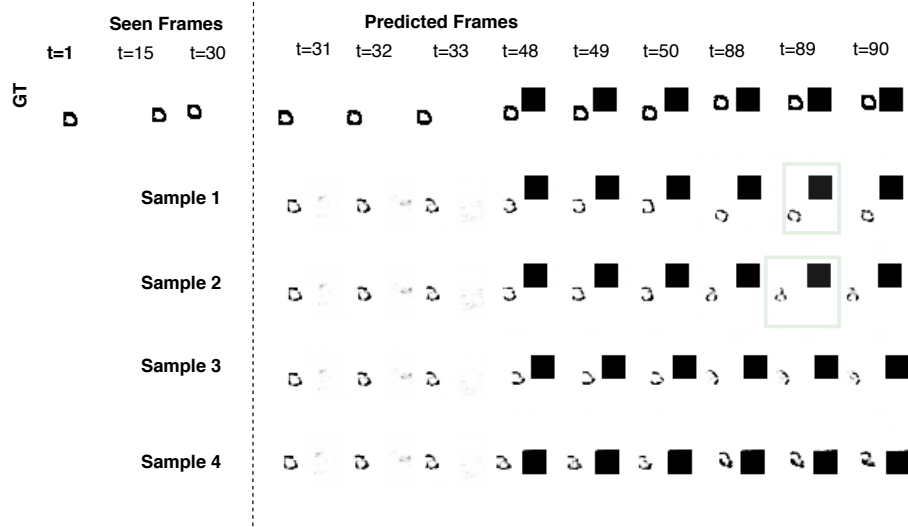 Seen Frames
Predicted Frames
t=1 t=15 t=30 t=31 t=32 t=33 t=48 t=49 t=50 t=88 t=89 t=90
GT
Sample 1
Sample 2
Sample 3
Sample 4